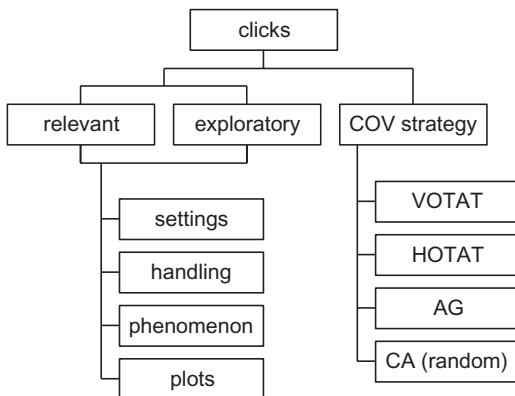 clicks
relevant
exploratory
COV strategy
settings
handling
phenomenon
plots
VOTAT
HOTAT
AG
CA (random)